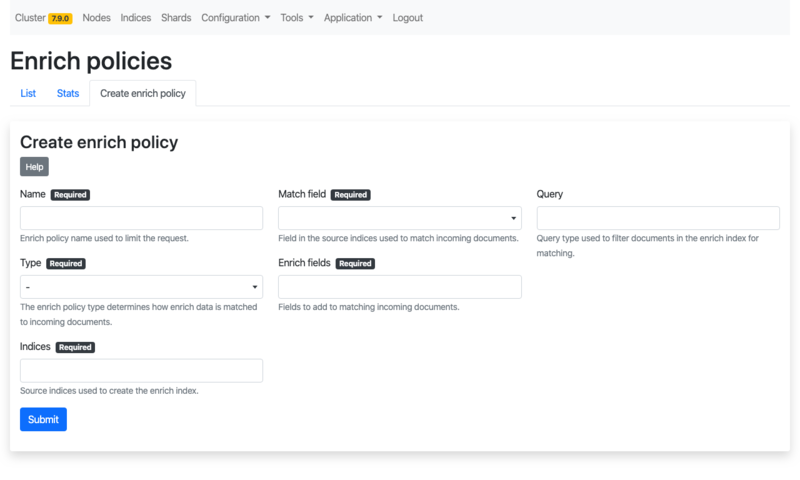 Cluster 7.9.0 Nodes Indices Shards Configuration Tools Application Logout
Enrich policies
List Stats Create enrich policy
Create enrich policy
Help
Name Required
Enrich policy name used to limit the request.
Type Required
-
The enrich policy type determines how enrich data is matched
to incoming documents.
Indices Required
Source indices used to create the enrich index.
Match field Required
Field in the source indices used to match incoming documents.
Enrich fields Required
Fields to add to matching incoming documents.
Query
Query type used to filter documents in the enrich index for
matching.
Submit